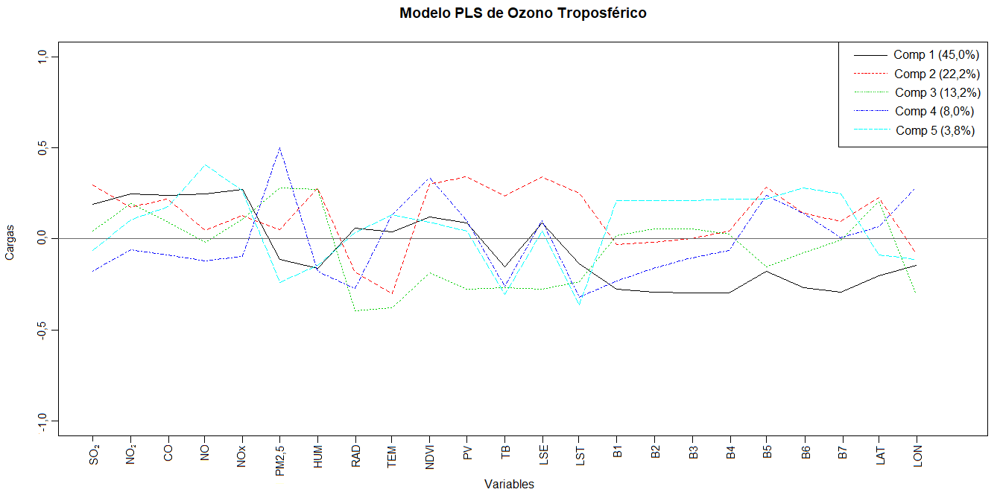 Modelo PLS de Ozono Troposférico
Comp 1 (45,0%)
Comp 2 (22,2%)
Comp 3 (13,2%)
Comp 4 (8,0%)
Comp 5 (3,8%)
Cargas
1,0
0,5
0,0
-0,5
-1,0
SO₂
NO₂
CO
NO
NOx
PM2,5
HUM
RAD
TEM
NDVI
PV
TB
LSE
LST
B1
B2
B3
B4
B5
B6
B7
LAT
LON
Variables